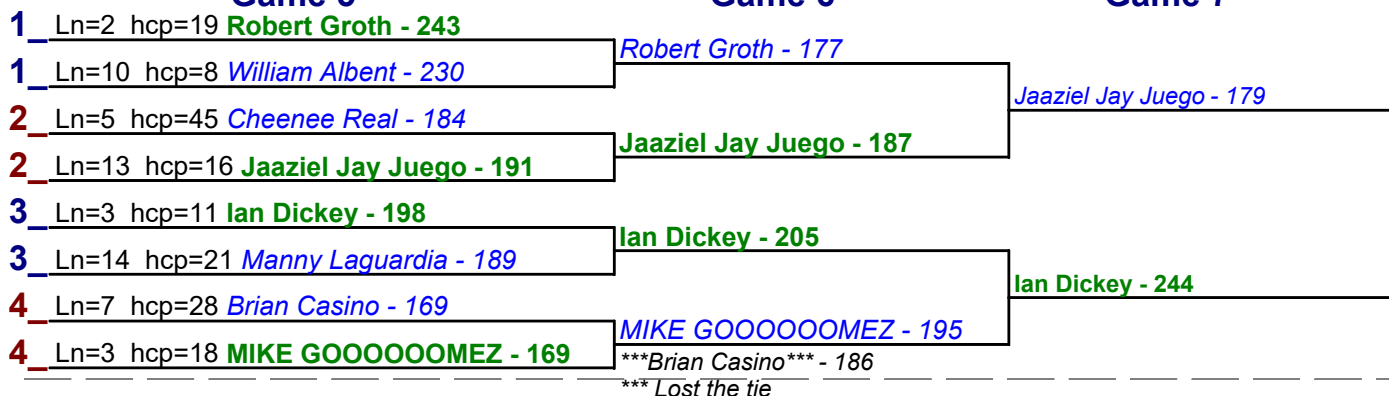 Game 7
1_ Ln=2 hcp=19 Robert Groth - 243
1_ Ln=10 hcp=8 William Albent - 230
2_ Ln=5 hcp=45 Cheenee Real - 184
2_ Ln=13 hcp=16 Jaaziel Jay Juego - 191
3_ Ln=3 hcp=11 Ian Dickey - 198
3_ Ln=14 hcp=21 Manny Laguardia - 189
4_ Ln=7 hcp=28 Brian Casino - 169
4_ Ln=3 hcp=18 MIKE GOOOOOOMEZ - 169
Robert Groth - 177
Jaaziel Jay Juego - 187
Ian Dickey - 205
MIKE GOOOOOOMEZ - 195
***Brian Casino*** - 186
*** Lost the tie
Jaaziel Jay Juego - 179
Ian Dickey - 244